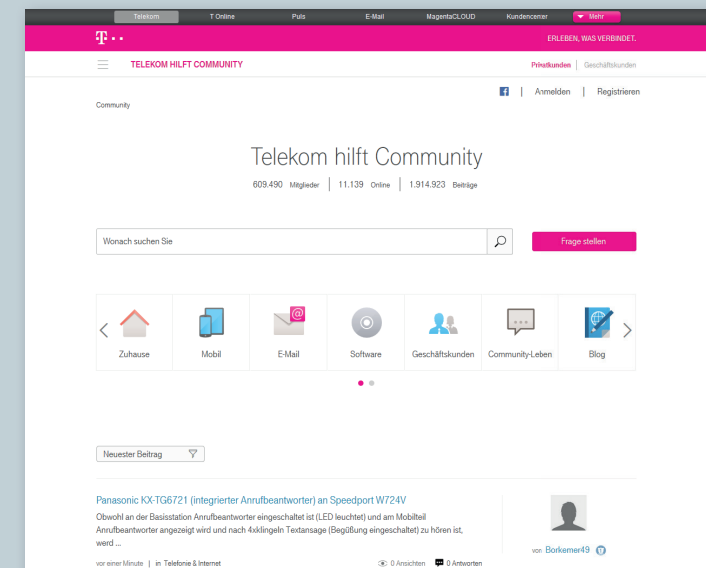 Telekom T Online Puls E-Mail MagentaCLOUD Kundencenter Mehr
T
ERLEBEN, WAS VERBINDET.
TELEKOM HILFT COMMUNITY Privatkunden | Geschäftskunden
f | Anmelden | Registrieren
Community
Telekom hilft Community
609.490 Mitglieder | 11.139 Online | 1.914.923 Beiträge
Wonach suchen Sie Frage stellen
Zuhause Mobil E-Mail Software Geschäftskunden Community-Leben Blog
Neuester Beitrag
Panasonic KX-TG6721 (integrierter Anrufbeantworter) an Speedport W724V
Obwohl an der Basisstation Anrufbeantworter eingeschaltet ist (LED leuchtet) und am Mobilteil
Anrufbeantworter angezeigt wird und nach 4xklingeln Textansage (Begüßung eingeschaltet) zu hören ist,
werd ...
von Borkemer49
vor einer Minute | in Telefonie & Internet 0 Ansichten 0 Antworten